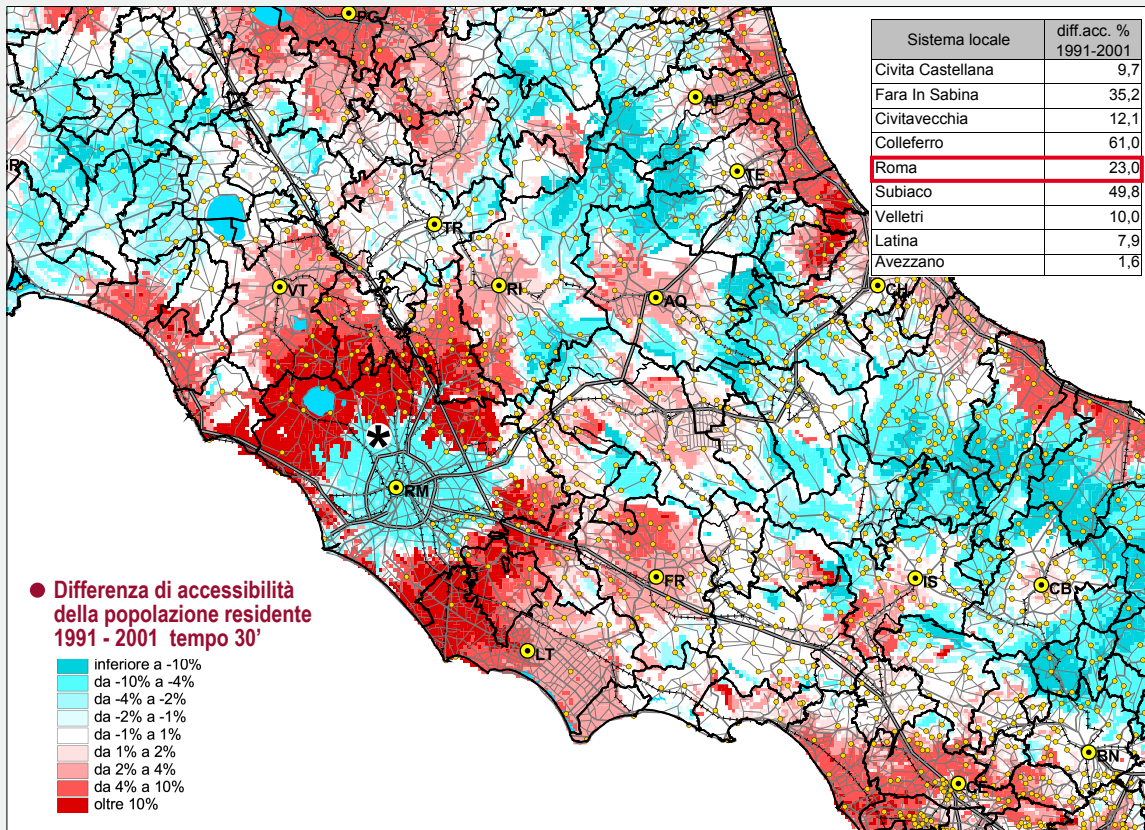 Sistema locale diff.acc. % 1991-2001
Civita Castellana 9,7
Fara In Sabina 35,2
Civitavecchia 12,1
Colleferro 61,0
Roma 23,0
Subiaco 49,8
Velletri 10,0
Latina 7,9
Avezzano 1,6
PG
AP
TE
TR
VT
RI
AQ
CH
*
RM
FR
IS
CB
LT
BN
CE
● Differenza di accessibilità
della popolazione residente
1991 - 2001 tempo 30'
inferiore a -10%
da -10% a -4%
da -4% a -2%
da -2% a -1%
da -1% a 1%
da 1% a 2%
da 2% a 4%
da 4% a 10%
oltre 10%